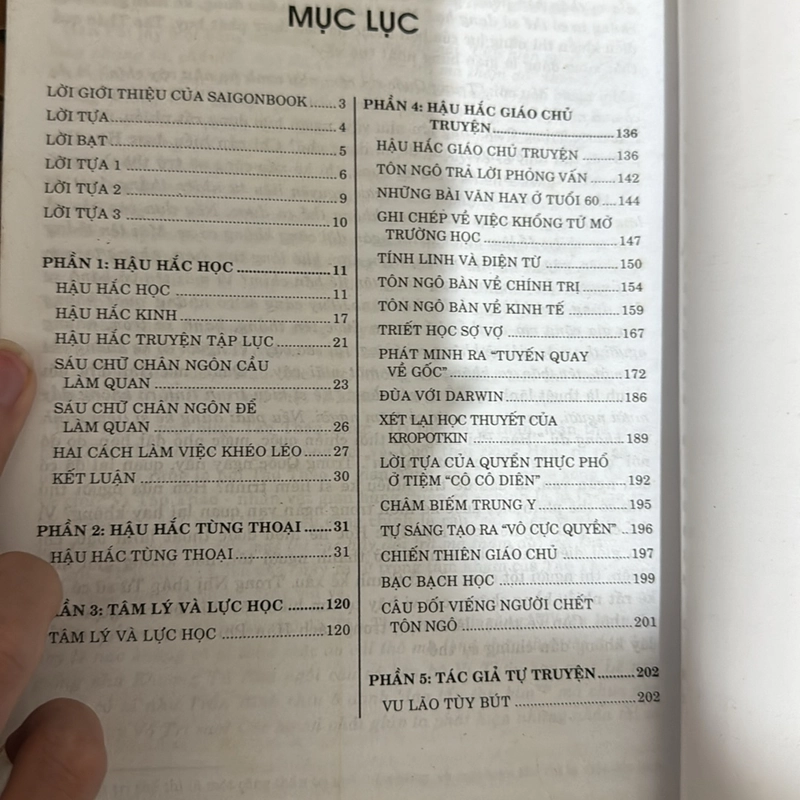 MỤC LỤC
LỜI GIỚI THIỆU CỦA SAIGONBOOK ...... 3
LỜI TỰA ...... 4
LỜI BẠT ...... 5
LỜI TỰA 1 ...... 6
LỜI TỰA 2 ...... 9
LỜI TỰA 3 ...... 10
PHẦN 1: HẬU HẮC HỌC ...... 11
HẬU HẮC HỌC ...... 11
HẬU HẮC KINH ...... 17
HẬU HẮC TRUYỆN TẬP LỤC ...... 21
SÁU CHỮ CHÂN NGÔN CẦU
LÀM QUAN ...... 23
SÁU CHỮ CHÂN NGÔN ĐỂ
LÀM QUAN ...... 26
HAI CÁCH LÀM VIỆC KHÉO LÉO ...... 27
KẾT LUẬN ...... 30
PHẦN 2: HẬU HẮC TÙNG THOẠI ...... 31
HẬU HẮC TÙNG THOẠI ...... 31
ẦN 3: TÂM LÝ VÀ LỰC HỌC ...... 120
TÂM LÝ VÀ LỰC HỌC ...... 120
PHẦN 4: HẬU HẮC GIÁO CHỦ
TRUYỆN ...... 136
HẬU HẮC GIÁO CHỦ TRUYỆN ...... 136
TÔN NGÔ TRẢ LỜI PHỎNG VẤN ...... 142
NHỮNG BÀI VĂN HAY Ở TUỔI 60 ...... 144
GHI CHÉP VỀ VIỆC KHỔNG TỬ MỞ
TRƯỜNG HỌC ...... 147
TÍNH LINH VÀ ĐIỆN TỪ ...... 150
TÔN NGÔ BÀN VỀ CHÍNH TRỊ ...... 154
TÔN NGÔ BÀN VỀ KINH TẾ ...... 159
TRIẾT HỌC SỢ VỢ ...... 167
PHÁT MINH RA “TUYẾN QUAY
VỀ GỐC” ...... 172
ĐÙA VỚI DARWIN ...... 186
XÉT LẠI HỌC THUYẾT CỦA
KROPOTKIN ...... 189
LỜI TỰA CỦA QUYỂN THỰC PHỔ
Ở TIỆM “CÔ CÔ DIÊN” ...... 192
CHÂM BIẾM TRUNG Y ...... 195
TỰ SÁNG TẠO RA “VÔ CỰC QUYỀN” .. 196
CHIẾN THIÊN GIÁO CHỦ ...... 197
BẠC BẠCH HỌC ...... 199
CÂU ĐỐI VIẾNG NGƯỜI CHẾT
TÔN NGÔ ...... 201
PHẦN 5: TÁC GIẢ TỰ TRUYỆN ...... 202
VU LÃO TÙY BÚT ...... 202